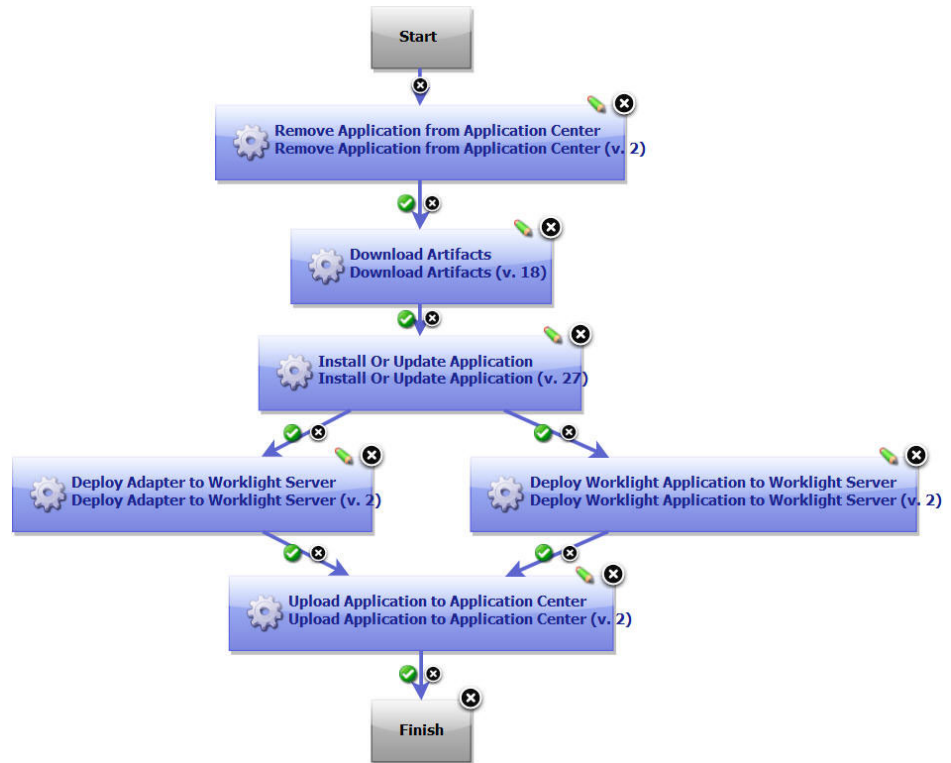 Start
Remove Application from Application Center
Remove Application from Application Center (v. 2)
Download Artifacts
Download Artifacts (v. 18)
Install Or Update Application
Install Or Update Application (v. 27)
Deploy Adapter to Worklight Server
Deploy Adapter to Worklight Server (v. 2)
Deploy Worklight Application to Worklight Server
Deploy Worklight Application to Worklight Server (v. 2)
Upload Application to Application Center
Upload Application to Application Center (v. 2)
Finish